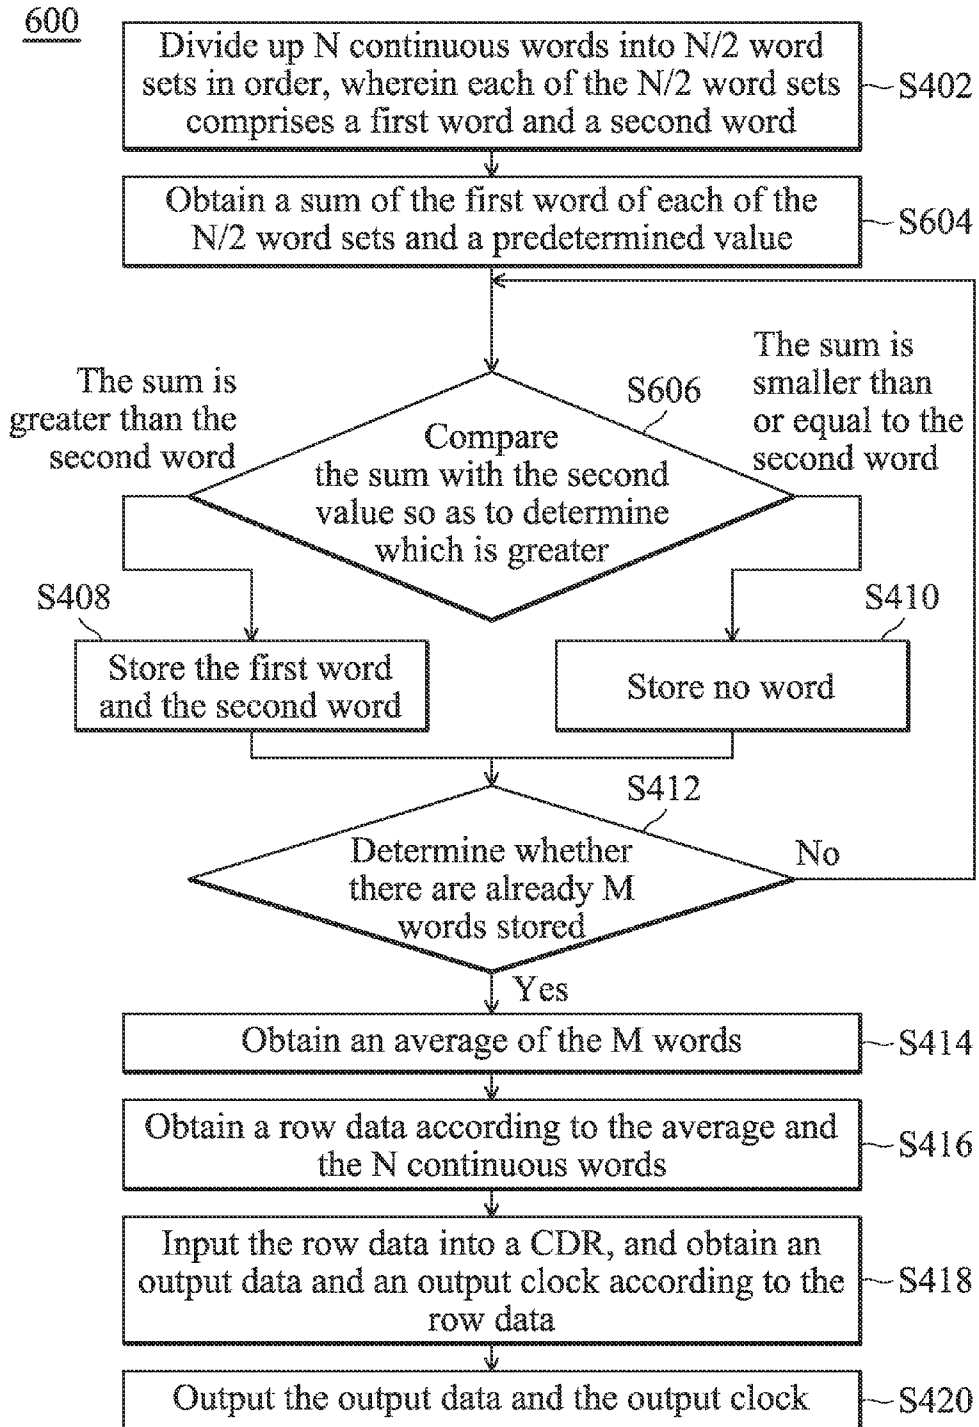 600
Divide up N continuous words into N/2 word
sets in order, wherein each of the N/2 word sets
comprises a first word and a second word
S402
Obtain a sum of the first word of each of the
N/2 word sets and a predetermined value
S604
The sum is
greater than the
second word
The sum is
smaller than
or equal to the
second word
S606
Compare
the sum with the second
value so as to determine
which is greater
S408
Store the first word
and the second word
S410
Store no word
S412
Determine whether
there are already M
words stored
No
Yes
Obtain an average of the M words
S414
Obtain a row data according to the average and
the N continuous words
S416
Input the row data into a CDR, and obtain an
output data and an output clock according to the
row data
S418
Output the output data and the output clock
S420